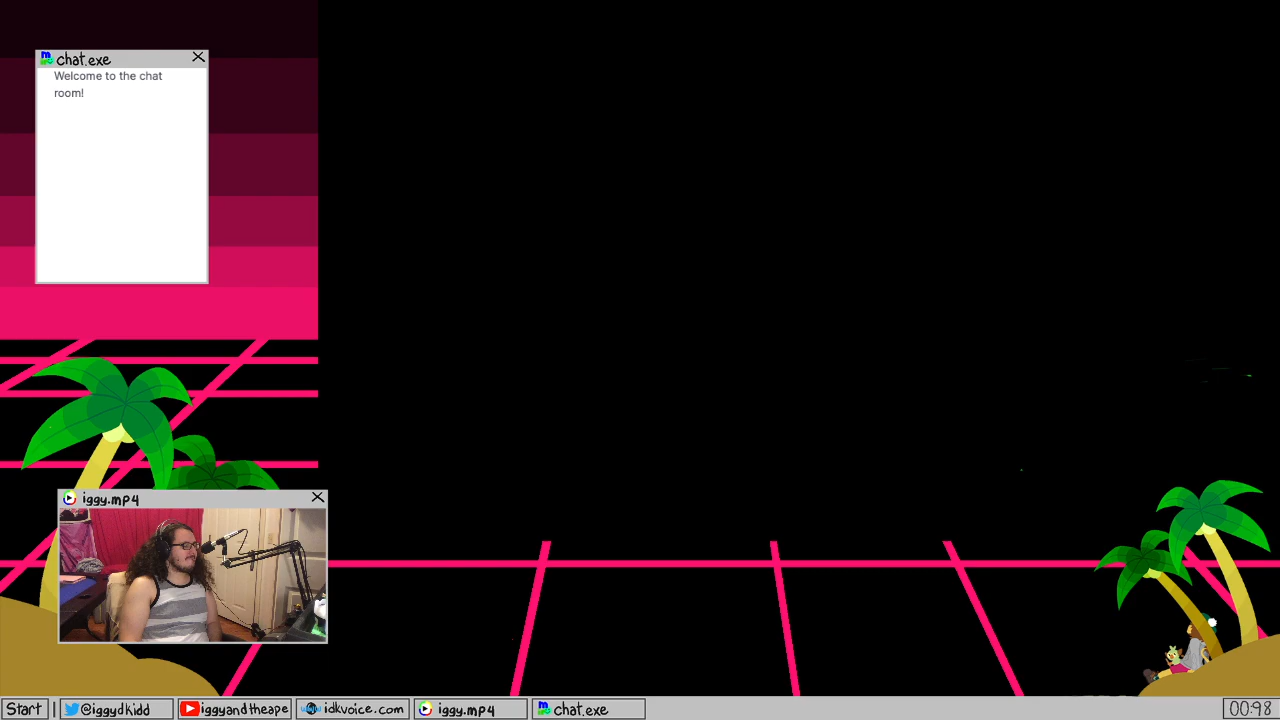 chat.exe
Welcome to the chat
room!
iggy.mp4
Start
@iggydkidd
iggyandtheape
www idkvoice.com
iggy.mp4
chat.exe
00:98